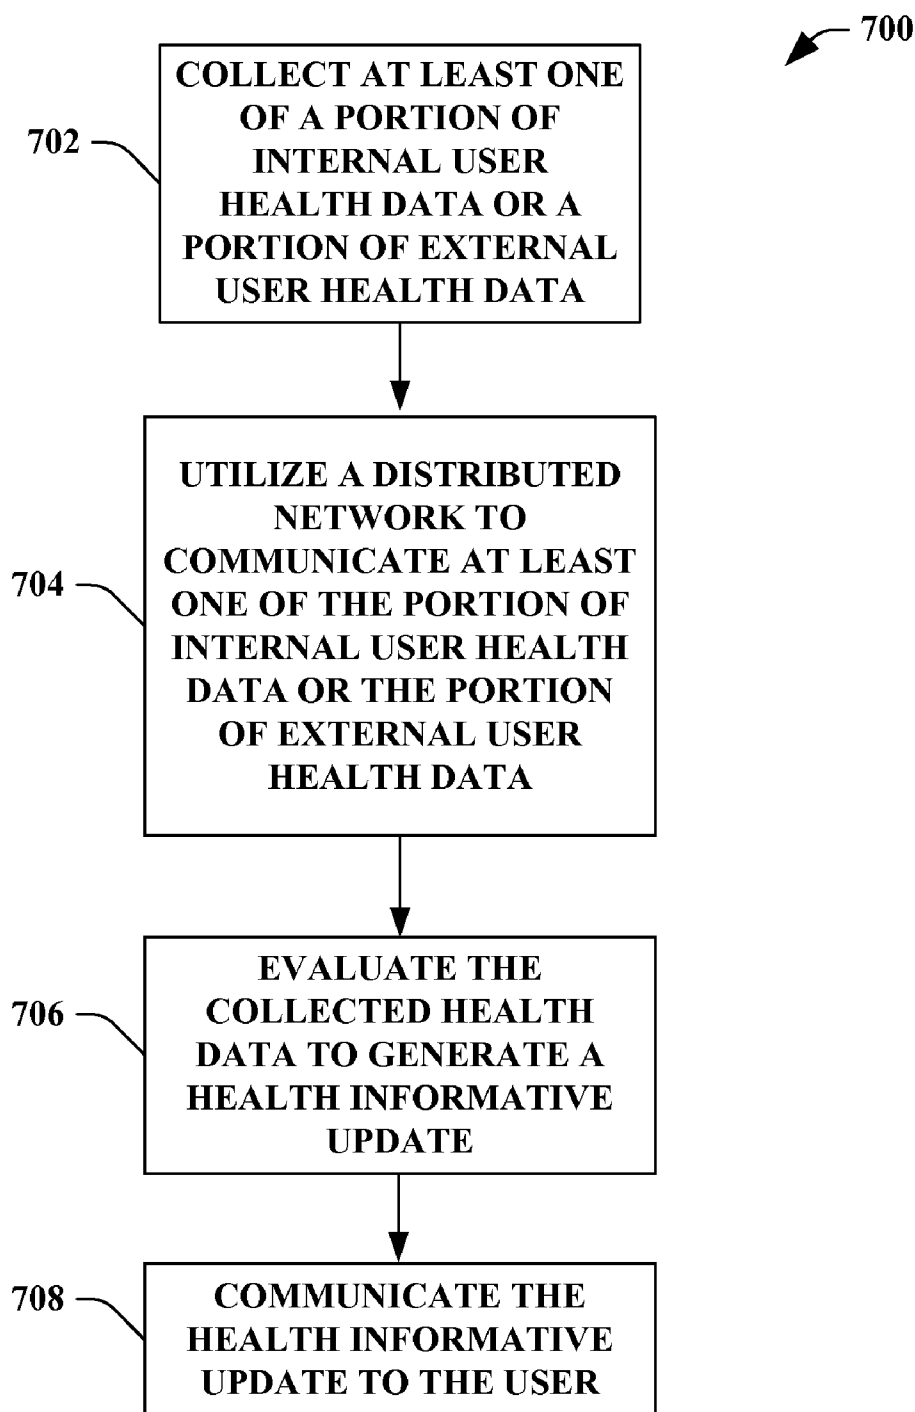 700
COLLECT AT LEAST ONE
OF A PORTION OF
INTERNAL USER
HEALTH DATA OR A
PORTION OF EXTERNAL
USER HEALTH DATA
702
UTILIZE A DISTRIBUTED
NETWORK TO
COMMUNICATE AT LEAST
ONE OF THE PORTION OF
INTERNAL USER HEALTH
DATA OR THE PORTION
OF EXTERNAL USER
HEALTH DATA
704
EVALUATE THE
COLLECTED HEALTH
DATA TO GENERATE A
HEALTH INFORMATIVE
UPDATE
706
COMMUNICATE THE
HEALTH INFORMATIVE
UPDATE TO THE USER
708